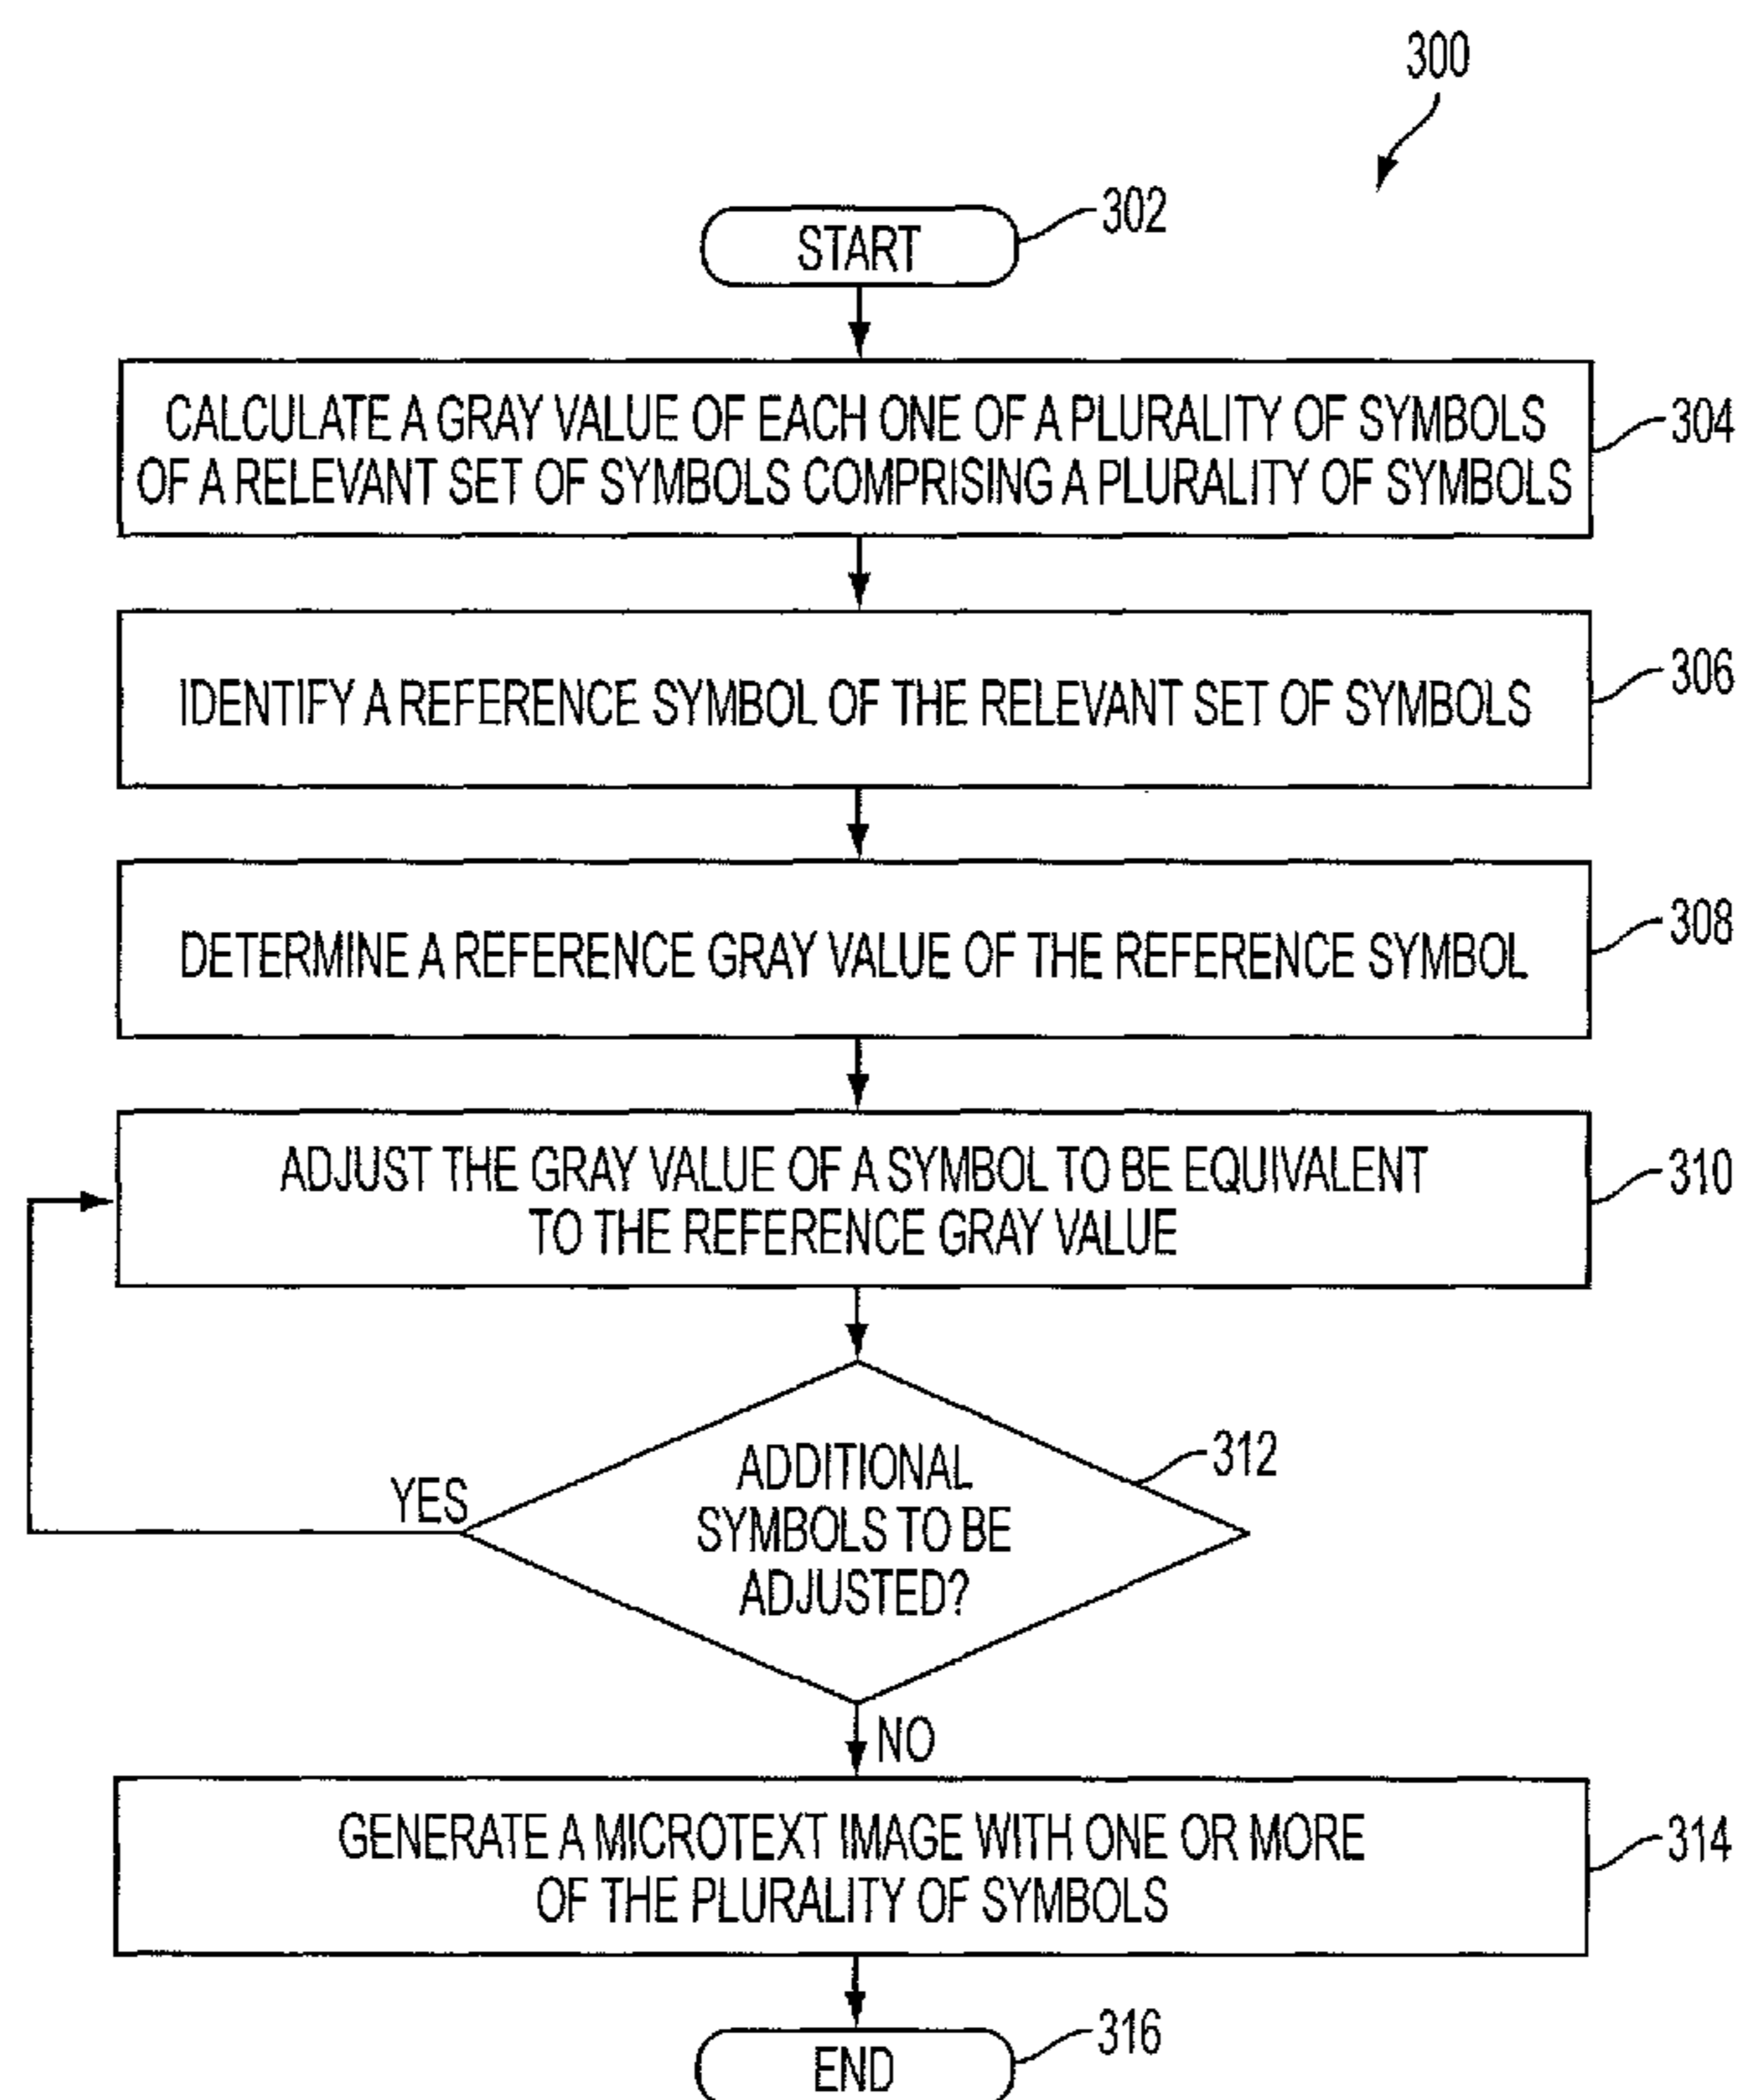 300
START
302
CALCULATE A GRAY VALUE OF EACH ONE OF A PLURALITY OF SYMBOLS
OF A RELEVANT SET OF SYMBOLS COMPRISING A PLURALITY OF SYMBOLS
304
IDENTIFY A REFERENCE SYMBOL OF THE RELEVANT SET OF SYMBOLS
306
DETERMINE A REFERENCE GRAY VALUE OF THE REFERENCE SYMBOL
308
ADJUST THE GRAY VALUE OF A SYMBOL TO BE EQUIVALENT
TO THE REFERENCE GRAY VALUE
310
ADDITIONAL
SYMBOLS TO BE
ADJUSTED?
312
YES
NO
GENERATE A MICROTEXT IMAGE WITH ONE OR MORE
OF THE PLURALITY OF SYMBOLS
314
END
316